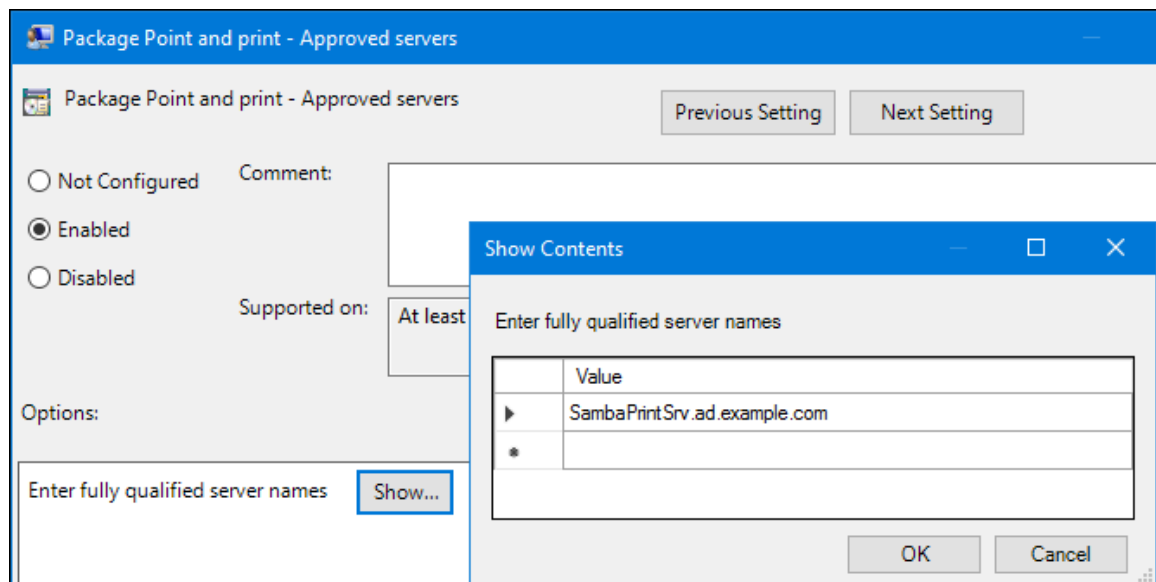 Package Point and print - Approved servers
Package Point and print - Approved servers
Previous Setting
Next Setting
Not Configured
Comment:
Enabled
Disabled
Supported on:
At least
Options:
Enter fully qualified server names
Show...
Show Contents
Enter fully qualified server names
Value
SambaPrintSrv.ad.example.com
OK
Cancel